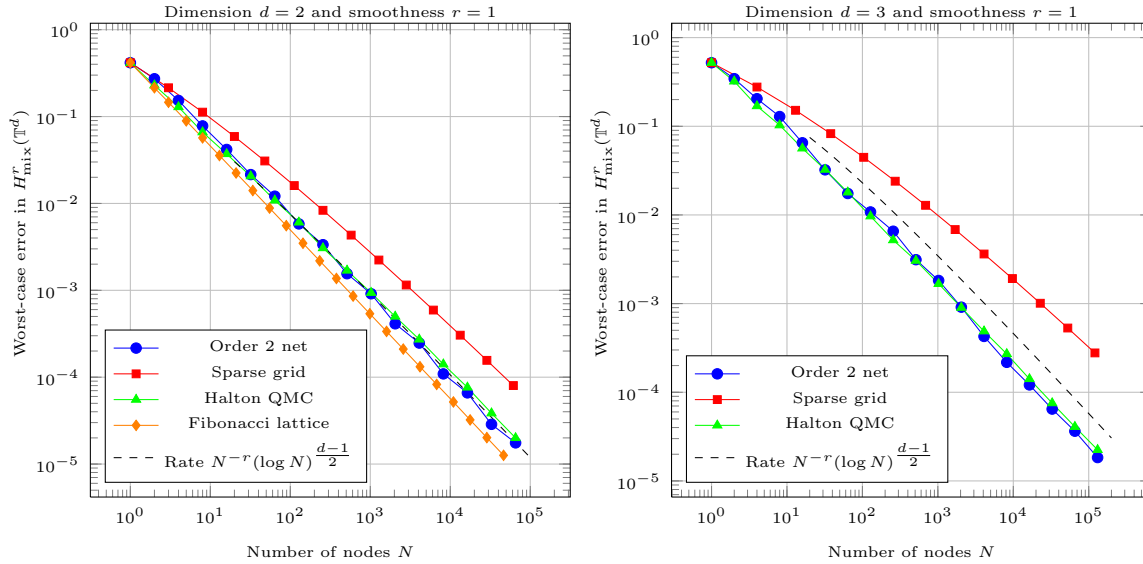 Dimension d = 2 and smoothness r = 1
Worst-case error in H^r_mix(𝕋^d)
10^0
10^−1
10^−2
10^−3
10^−4
10^−5
Order 2 net
Sparse grid
Halton QMC
Fibonacci lattice
Rate N^−r(log N)^(d−1)/2
10^0 10^1 10^2 10^3 10^4 10^5
Number of nodes N
Dimension d = 3 and smoothness r = 1
Worst-case error in H^r_mix(𝕋^d)
10^0
10^−1
10^−2
10^−3
10^−4
10^−5
Order 2 net
Sparse grid
Halton QMC
Rate N^−r(log N)^(d−1)/2
10^0 10^1 10^2 10^3 10^4 10^5
Number of nodes N